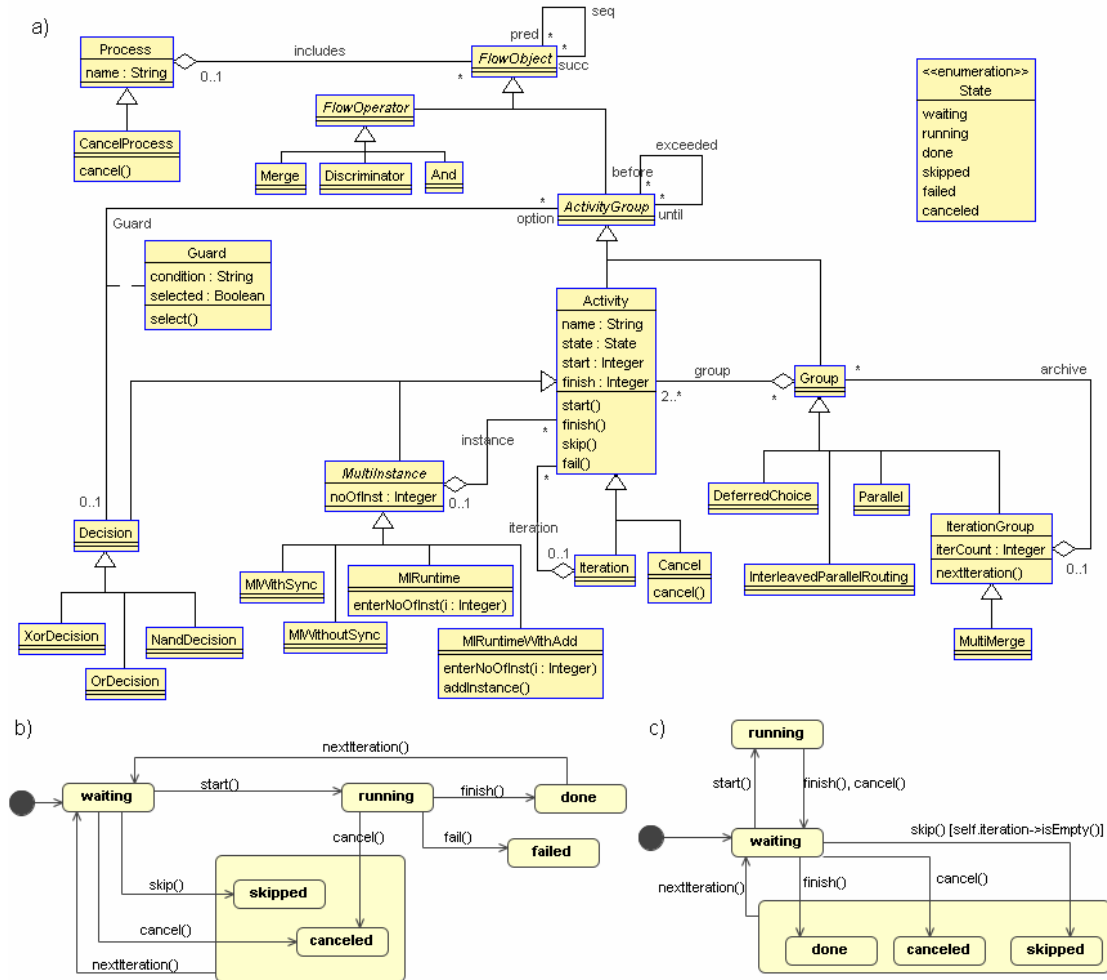 a)
Process
name : String
includes
0..1
*
FlowObject
pred
*
seq
*
succ
<<enumeration>>
State
waiting
running
done
skipped
failed
canceled
CancelProcess
cancel()
FlowOperator
Merge
Discriminator
And
exceeded
before
*
*
until
ActivityGroup
*
option
Guard
Guard
condition : String
selected : Boolean
select()
Activity
name : String
state : State
start : Integer
finish : Integer
start()
finish()
skip()
fail()
group
2..*
*
Group
*
archive
instance
*
0..1
MultiInstance
noOfInst : Integer
*
iteration
0..1
Iteration
Cancel
cancel()
DeferredChoice
Parallel
InterleavedParallelRouting
IterationGroup
iterCount : Integer
nextIteration()
0..1
MultiMerge
0..1
Decision
XorDecision
NandDecision
OrDecision
MIWithSync
MIRuntime
enterNoOfInst(i : Integer)
MIWithoutSync
MIRuntimeWithAdd
enterNoOfInst(i : Integer)
addInstance()
b)
nextIteration()
waiting
start()
running
finish()
done
cancel()
fail()
failed
skip()
skipped
cancel()
canceled
nextIteration()
c)
running
start()
finish(), cancel()
skip() [self.iteration->isEmpty()]
waiting
nextIteration()
finish()
cancel()
done
canceled
skipped